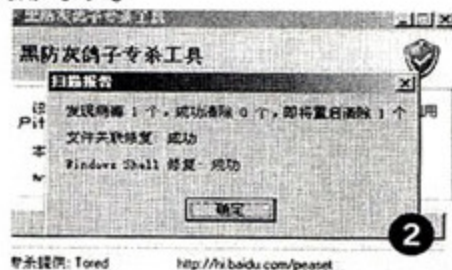 黑防灰鸽子专杀工具
黑防灰鸽子专杀工具
扫描报告
发现病毒 1 个，成功清除 0 个，即将重启清除 1 个
用
Pit
文件关联修复: 成功
本
Windows Shell 修复: 成功
确定
2
专杀提供: Tored http://hi.baidu.com/peaset